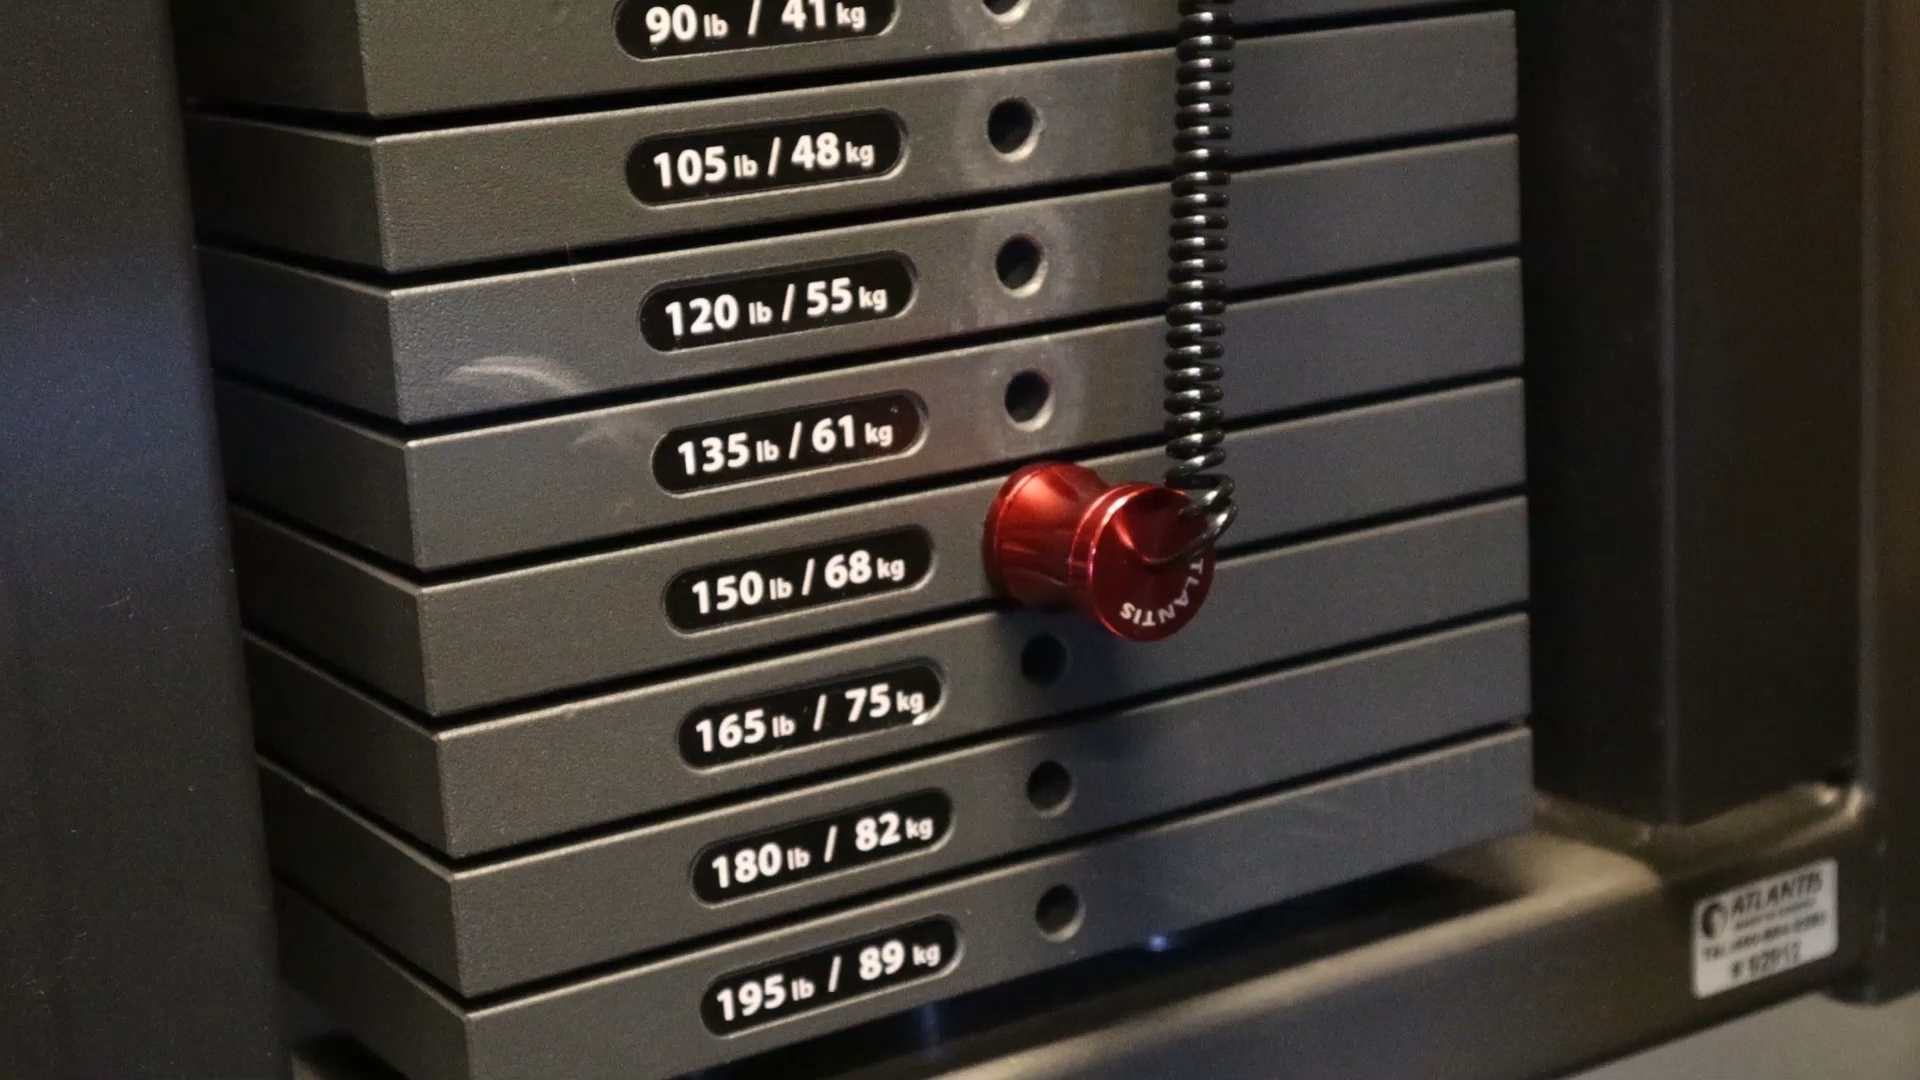 90 lb / 41 kg
105 lb / 48 kg
120 lb / 55 kg
135 lb / 61 kg
150 lb / 68 kg
TLANTIS
165 lb / 75 kg
180 lb / 82 kg
195 lb / 89 kg
ATLANTIS